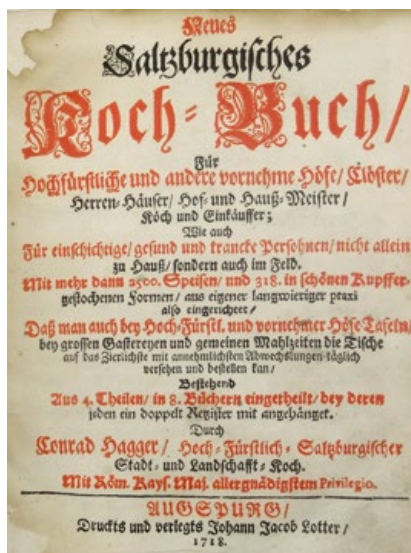 Neues
Saltzburgisches
Koch-Buch/
Für
Hochfürstliche und andere vornehme Höfe/ Clöster/
Herren-Häuser/ Hof- und Hauß-Meister/
Köch und Einkäuffer;
Wie auch
Für einschichtige/ gesund und krancke Persohnen/ nicht allein
zu Hauß/ sondern auch im Feld.
Mit mehr dann 2500. Speisen/ und 318. in schönen Kupffer-
gestochenen Formen/ aus eigener langwieriger praxi
also eingerichtet/
Daß man auch bey Hoch-Fürstl. und vornehmer Höfe Tafeln/
bey grossen Gastereyen und gemeinen Mahlzeiten die Tische
auf das Zierlichste mit annehmlichsten Abwechslungen täglich
versehen und bestellen kan/
Bestehend
Aus 4. Theilen/ in 8. Büchern eingetheilt/ bey deren
jeden ein doppelt Register mit angehänget.
Durch
Conrad Hagger/ Hoch-Fürstlich-Saltzburgischer
Stadt- und Landschafft-Koch.
Mit Röm. Kays. Maj. allergnädigstem Privilegio.
AUGSPURG/
Druckts und verlegts Johann Jacob Lotter/
1718.